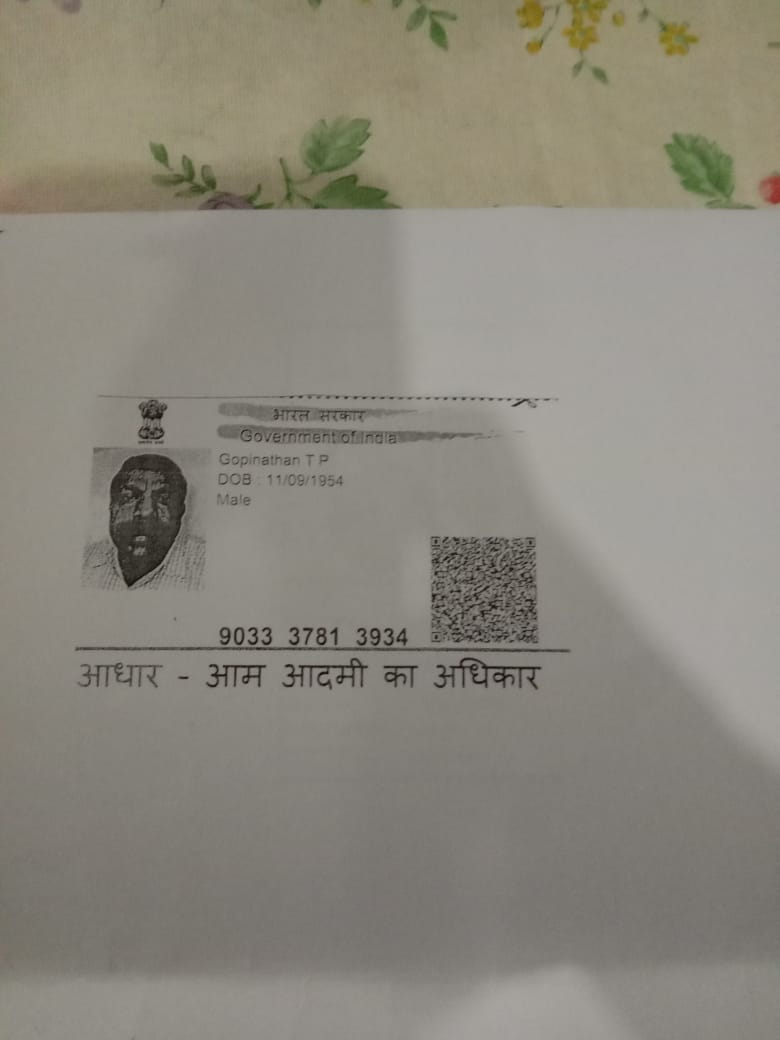 भारत सरकार
Government of India
Gopinathan T P
DOB : 11/09/1954
Male
9033 3781 3934
आधार - आम आदमी का अधिकार